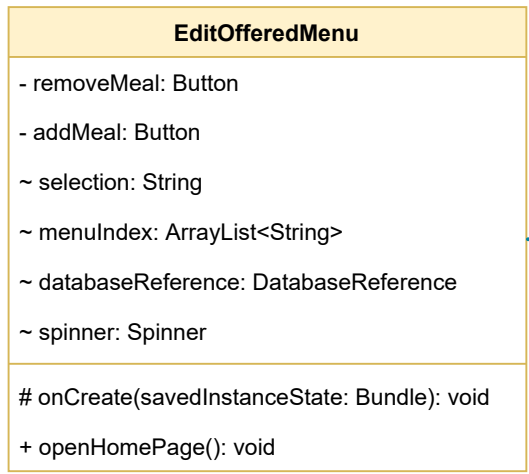 EditOfferedMenu
- removeMeal: Button
- addMeal: Button
~ selection: String
~ menuIndex: ArrayList<String>
~ databaseReference: DatabaseReference
~ spinner: Spinner
# onCreate(savedInstanceState: Bundle): void
+ openHomePage(): void